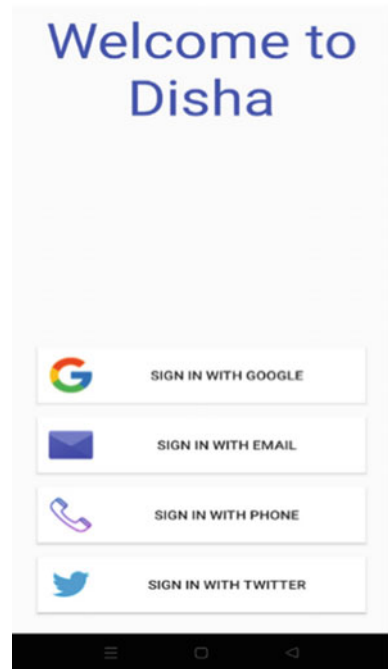 Welcome to
Disha
SIGN IN WITH GOOGLE
SIGN IN WITH EMAIL
SIGN IN WITH PHONE
SIGN IN WITH TWITTER